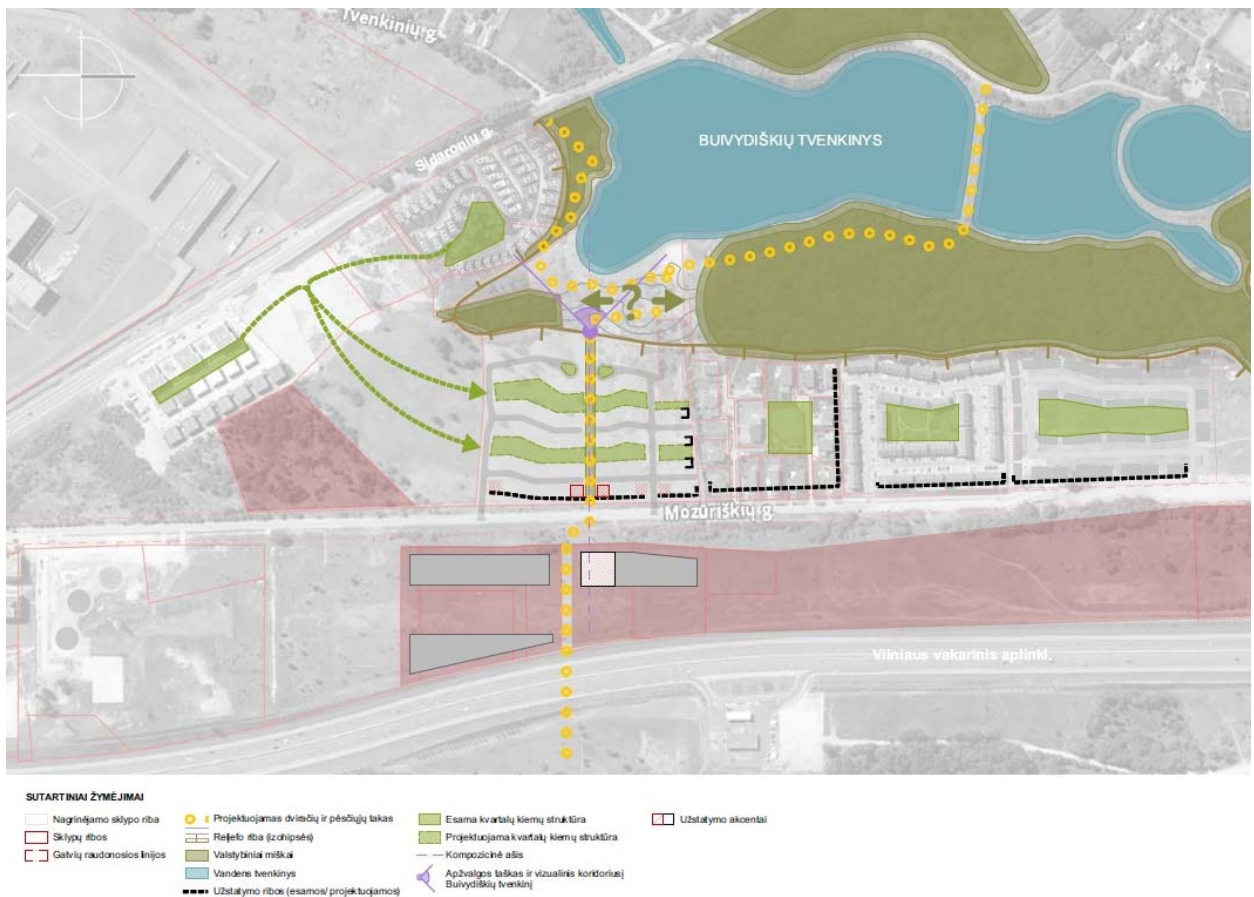 Tvenkinių g.
BUIVYDIŠKIŲ TVENKINYS
Sidaronių g.
?
Mozūriškių g.
Vilniaus vakarinis aplinkl.
SUTARTINIAI ŽYMĖJIMAI
Nagrinėjamo sklypo riba
Sklypų ribos
Gatvių raudonosios linijos
Projektuojamas dviračių ir pėsčiųjų takas
Reljefo riba (izohipsės)
Valstybiniai miškai
Vandens tvenkinys
Užstatymo ribos (esamos/ projektuojamos)
Esama kvartalų kiemų struktūra
Projektuojama kvartalų kiemų struktūra
Kompozicinė ašis
Apžvalgos taškas ir vizualinis koridorius į
Buivydiškių tvenkinį
Užstatymo akcentai